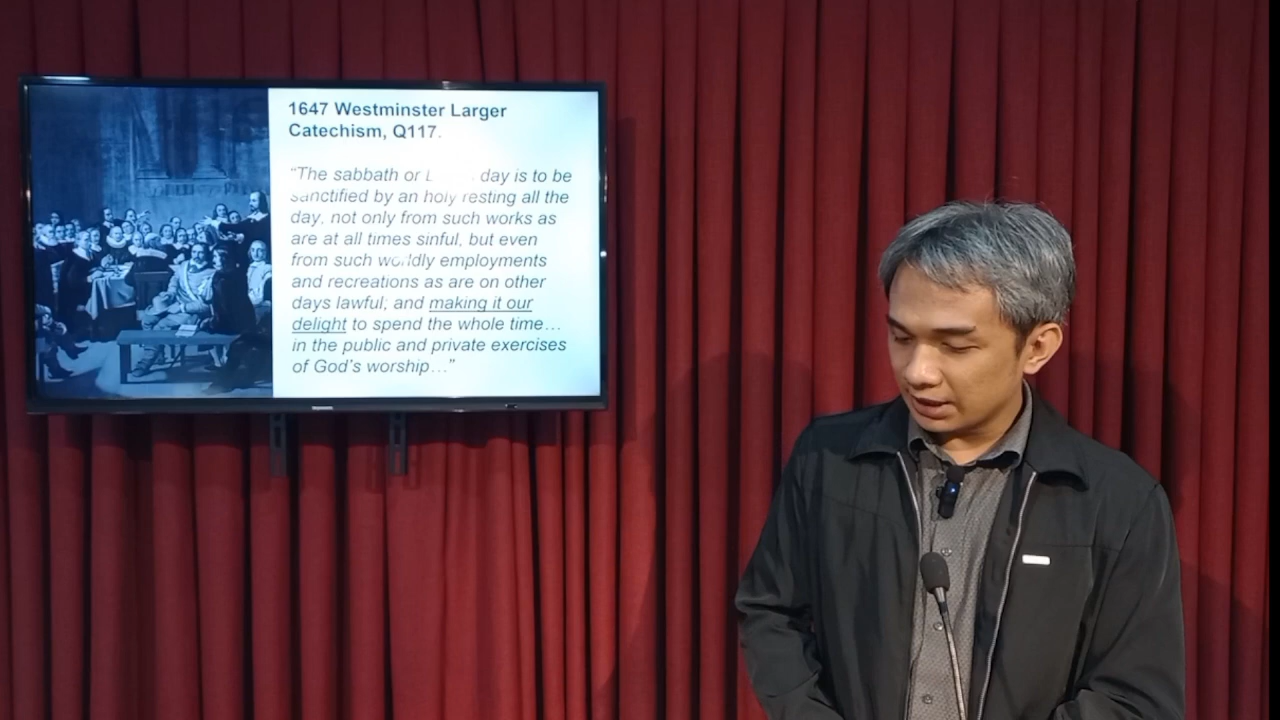 1647 Westminster Larger
Catechism, Q117.
“The sabbath or day is to be
sanctified by an holy resting all the
day, not only from such works as
are at all times sinful, but even
from such worldly employments
and recreations as are on other
days lawful; and making it our
delight to spend the whole time…
in the public and private exercises
of God’s worship…”